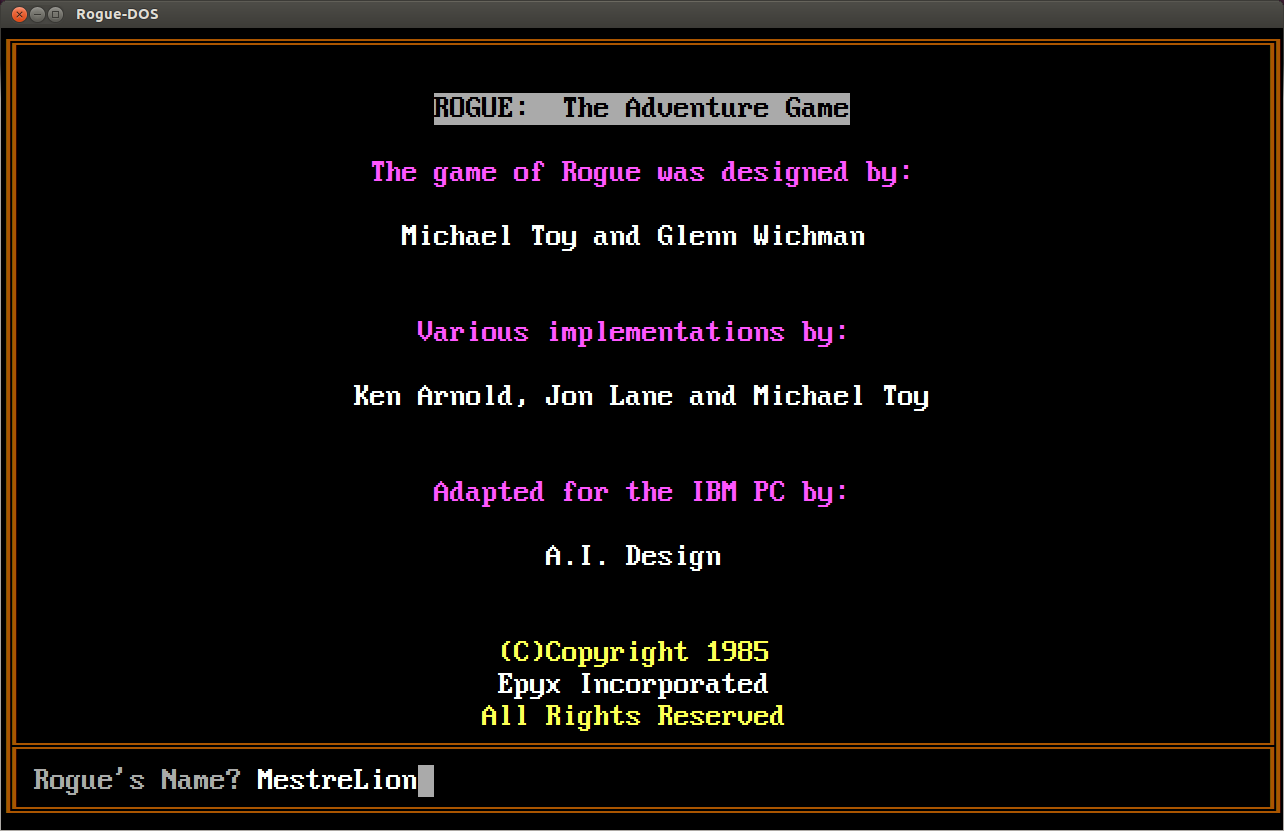 Rogue-DOS
ROGUE:  The Adventure Game
The game of Rogue was designed by:
Michael Toy and Glenn Wichman
Various implementations by:
Ken Arnold, Jon Lane and Michael Toy
Adapted for the IBM PC by:
A.I. Design
(C)Copyright 1985
Epyx Incorporated
All Rights Reserved
Rogue's Name? MestreLion